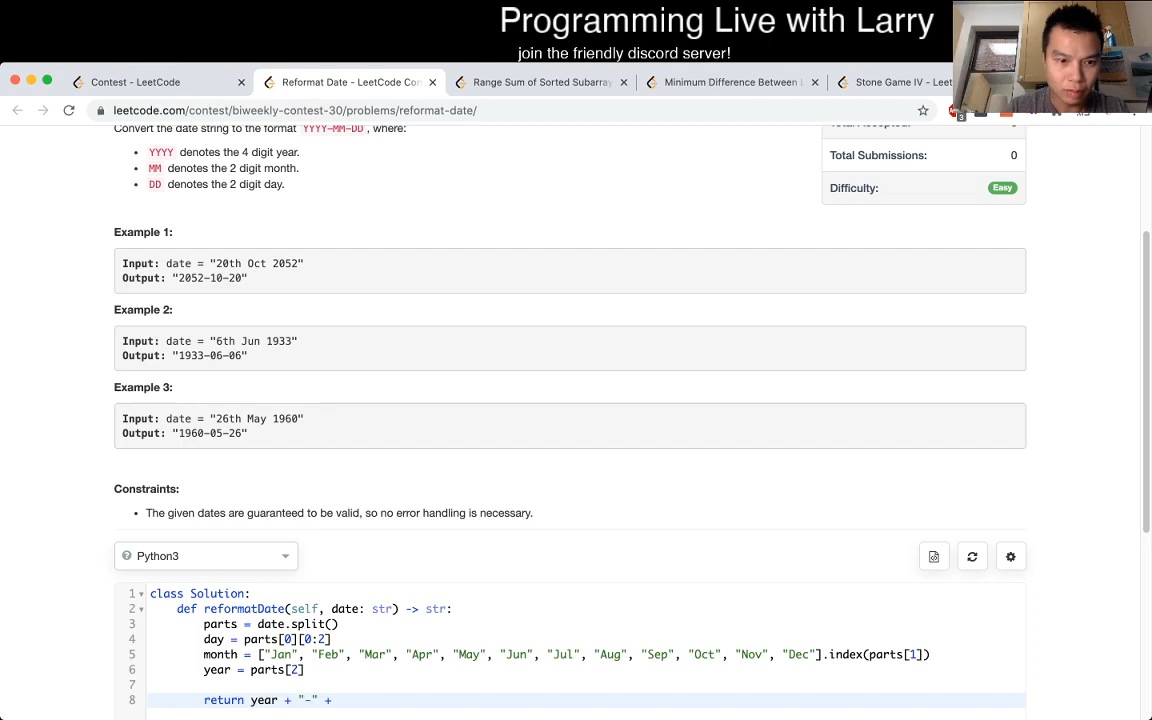 Programming Live with Larry
join the friendly discord server!
Contest - LeetCode
Reformat Date - LeetCode Con
Range Sum of Sorted Subarray
Minimum Difference Between L
Stone Game IV - Leet
leetcode.com/contest/biweekly-contest-30/problems/reformat-date/
3
Convert the date string to the format YYYY-MM-DD, where:
• YYYY denotes the 4 digit year.
• MM denotes the 2 digit month.
• DD denotes the 2 digit day.
Total Submissions: 0
Difficulty: Easy
Example 1:
Input: date = "20th Oct 2052"
Output: "2052-10-20"
Example 2:
Input: date = "6th Jun 1933"
Output: "1933-06-06"
Example 3:
Input: date = "26th May 1960"
Output: "1960-05-26"
Constraints:
• The given dates are guaranteed to be valid, so no error handling is necessary.
Python3
1 class Solution:
2 def reformatDate(self, date: str) -> str:
3 parts = date.split()
4 day = parts[0][0:2]
5 month = ["Jan", "Feb", "Mar", "Apr", "May", "Jun", "Jul", "Aug", "Sep", "Oct", "Nov", "Dec"].index(parts[1])
6 year = parts[2]
7
8 return year + "-" +